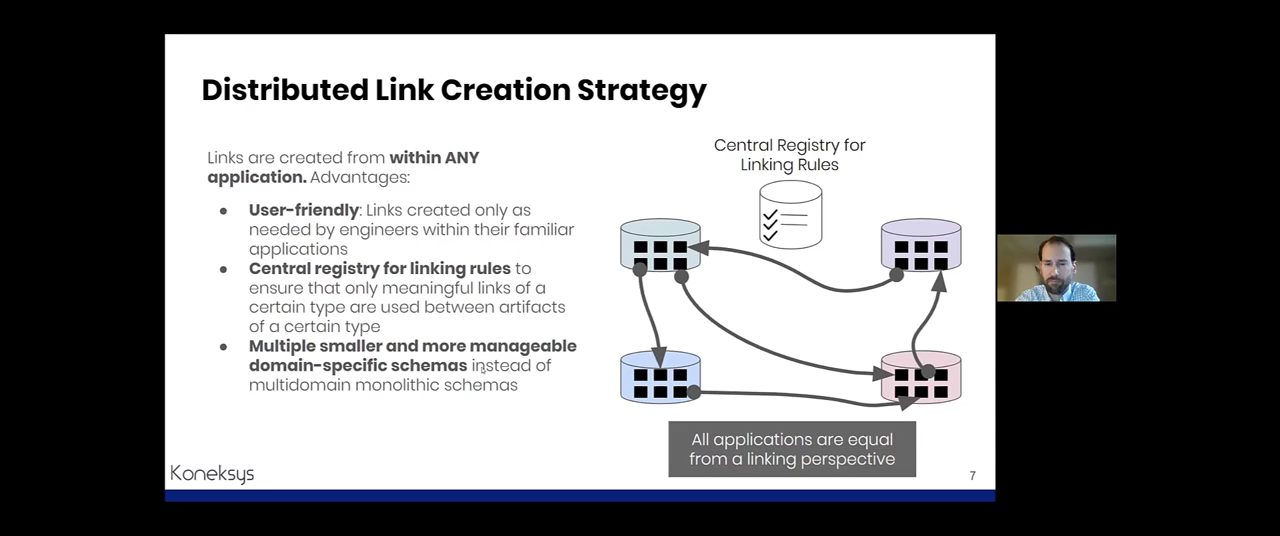 Distributed Link Creation Strategy
Links are created from within ANY
application. Advantages:
● User-friendly: Links created only as
needed by engineers within their familiar
applications
● Central registry for linking rules to
ensure that only meaningful links of a
certain type are used between artifacts
of a certain type
● Multiple smaller and more manageable
domain-specific schemas instead of
multidomain monolithic schemas
Central Registry for
Linking Rules
All applications are equal
from a linking perspective
Koneksys
7